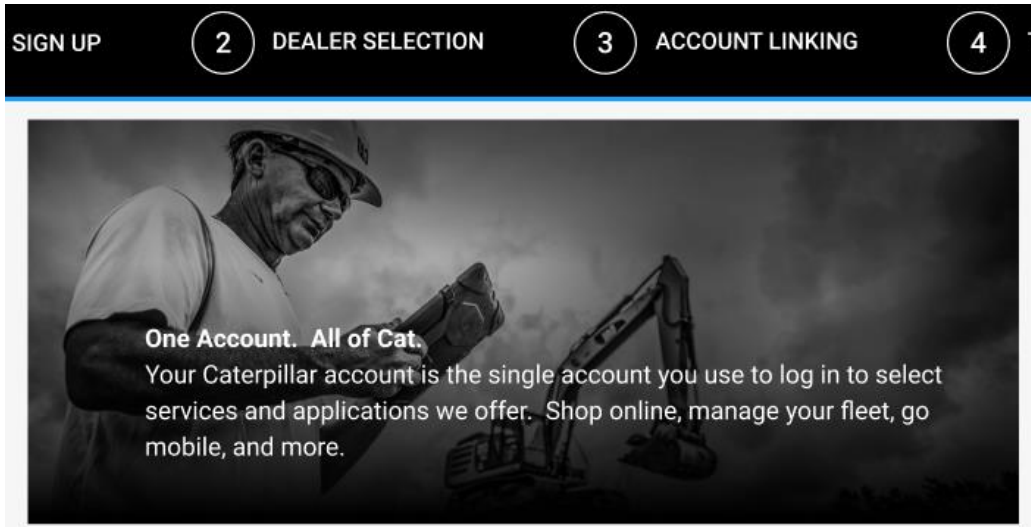 SIGN UP 2 DEALER SELECTION 3 ACCOUNT LINKING 4
One Account.  All of Cat.
Your Caterpillar account is the single account you use to log in to select
services and applications we offer.  Shop online, manage your fleet, go
mobile, and more.